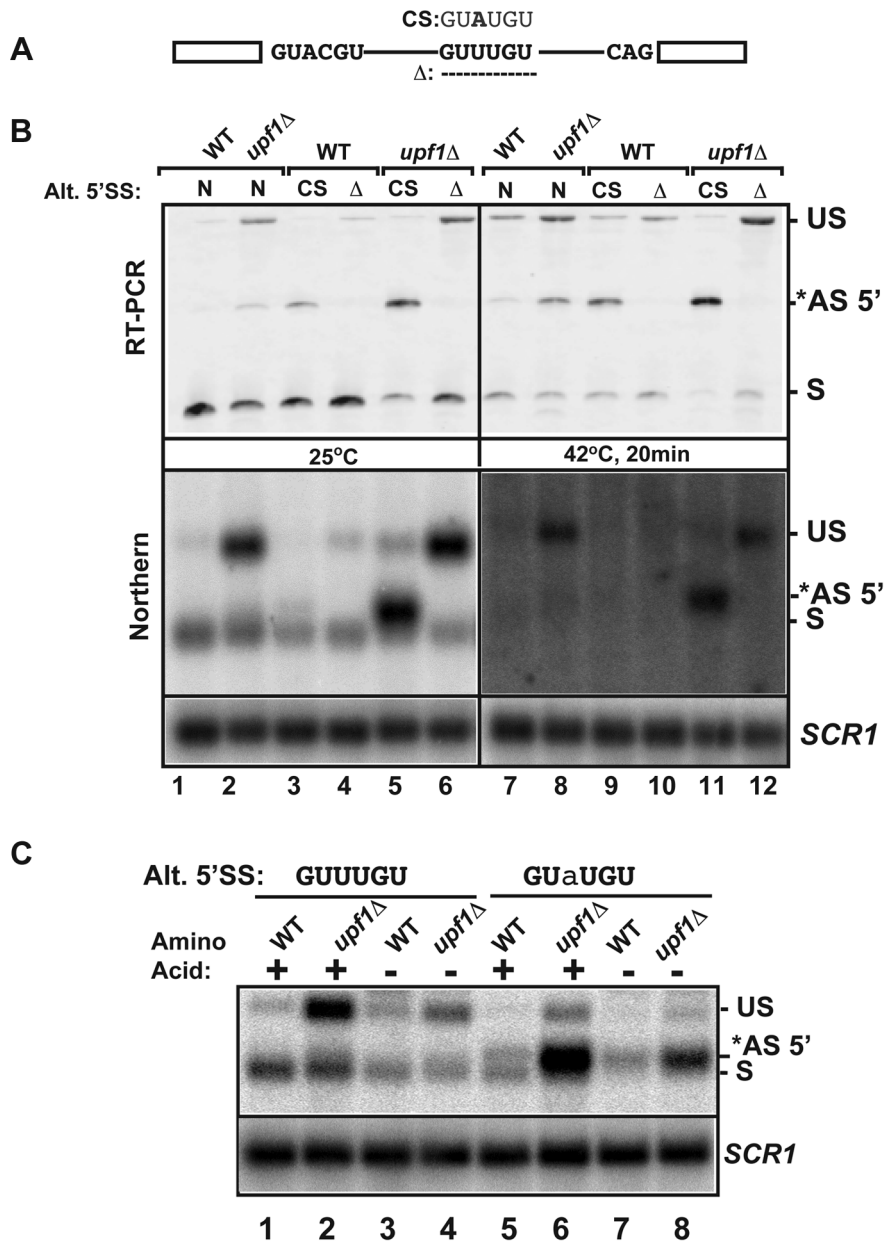 A
CS:GUAUGU
GUACGU GUUUGU CAG
Δ: -------------
B
WT upf1Δ WT upf1Δ WT upf1Δ WT upf1Δ
Alt. 5'SS: N N CS Δ CS Δ N N CS Δ CS Δ
RT-PCR
US
*AS 5'
S
25°C 42°C, 20min
Northern
US
*AS 5'
S
SCR1
1 2 3 4 5 6 7 8 9 10 11 12
C
Alt. 5'SS: GUUUGU GUaUGU
Amino WT upf1Δ WT upf1Δ WT upf1Δ WT upf1Δ
Acid: + + - - + + - -
US
*AS 5'
S
SCR1
1 2 3 4 5 6 7 8